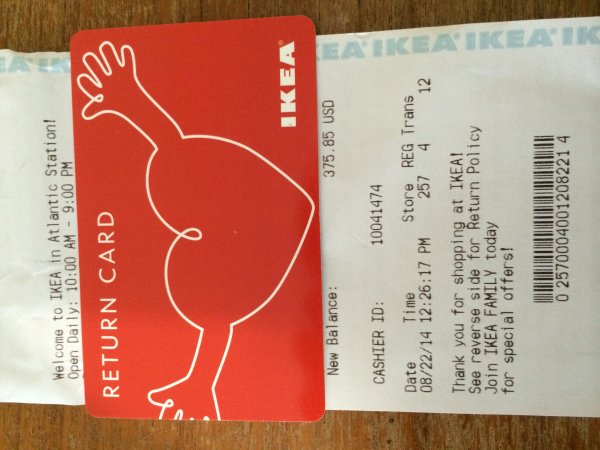 IKEA IKEA IKEA IK
Welcome to IKEA in Atlantic Station!
Open Daily: 10:00 AM - 9:00 PM
RETURN CARD
IKEA
New Balance: 375.85 USD
CASHIER ID: 10041474
Date Time Store REG Trans
08/22/14 12:26:17 PM 257 4 12
Thank you for shopping at IKEA!
See reverse side for Return Policy
Join IKEA FAMILY today
for special offers!
0 2570004001208221 4